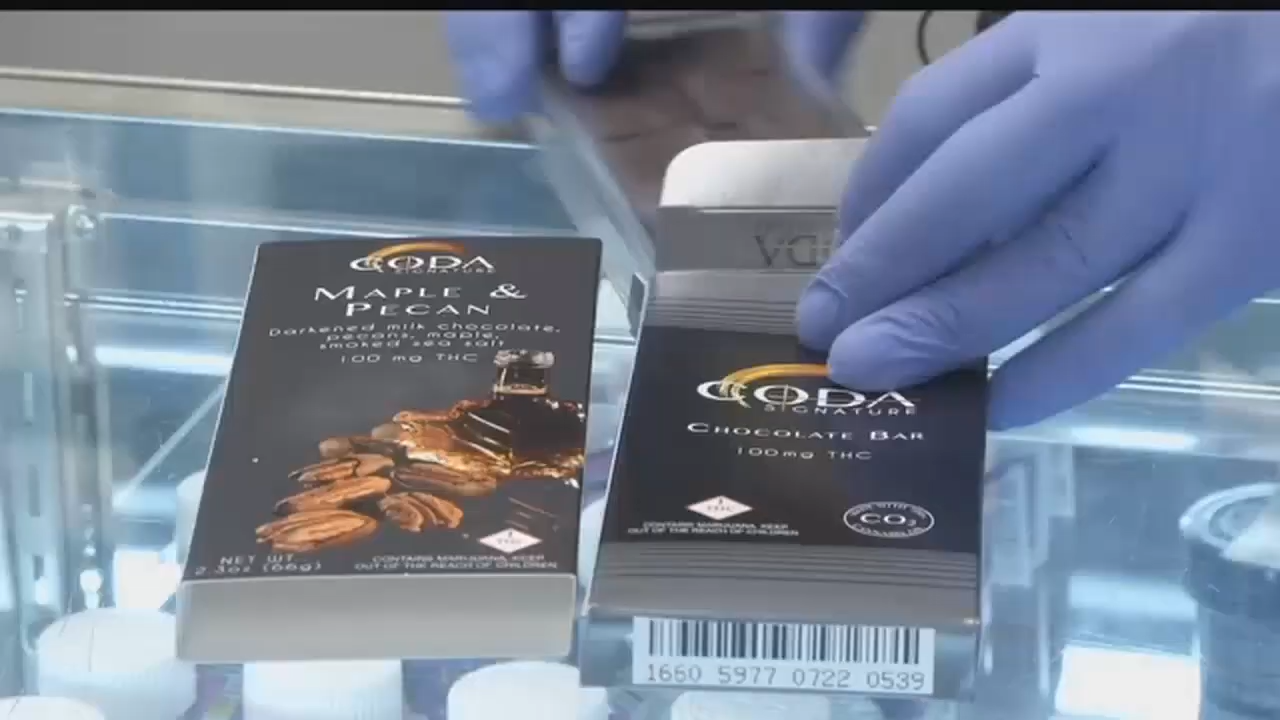 CODA
SIGNATURE
MAPLE &
PECAN
Darkened milk chocolate,
pecans, maple,
smoked sea salt
100 mg THC
!
THC
NET WT.
2.3oz (66g)
CONTAINS MARIJUANA. KEEP
OUT OF THE REACH OF CHILDREN
CODA
SIGNATURE
CHOCOLATE BAR
100mg THC
!
THC
CONTAINS MARIJUANA. KEEP
OUT OF THE REACH OF CHILDREN
CO2
1660 5977 0722 0539